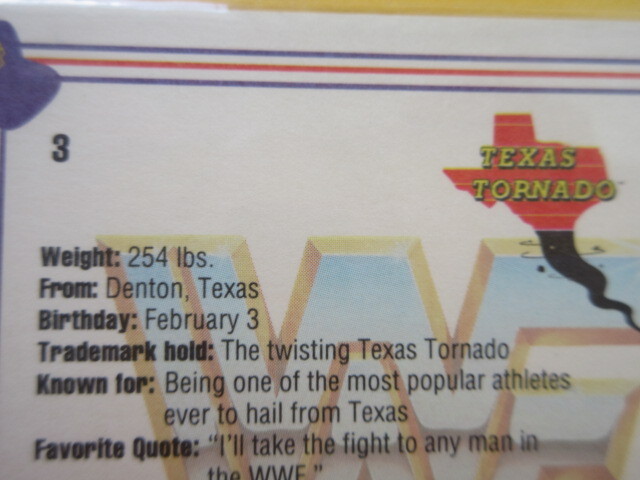 3
TEXAS
TORNADO™
Weight: 254 lbs.
From: Denton, Texas
Birthday: February 3
Trademark hold: The twisting Texas Tornado
Known for: Being one of the most popular athletes
ever to hail from Texas
Favorite Quote: "I'll take the fight to any man in
the WWF."